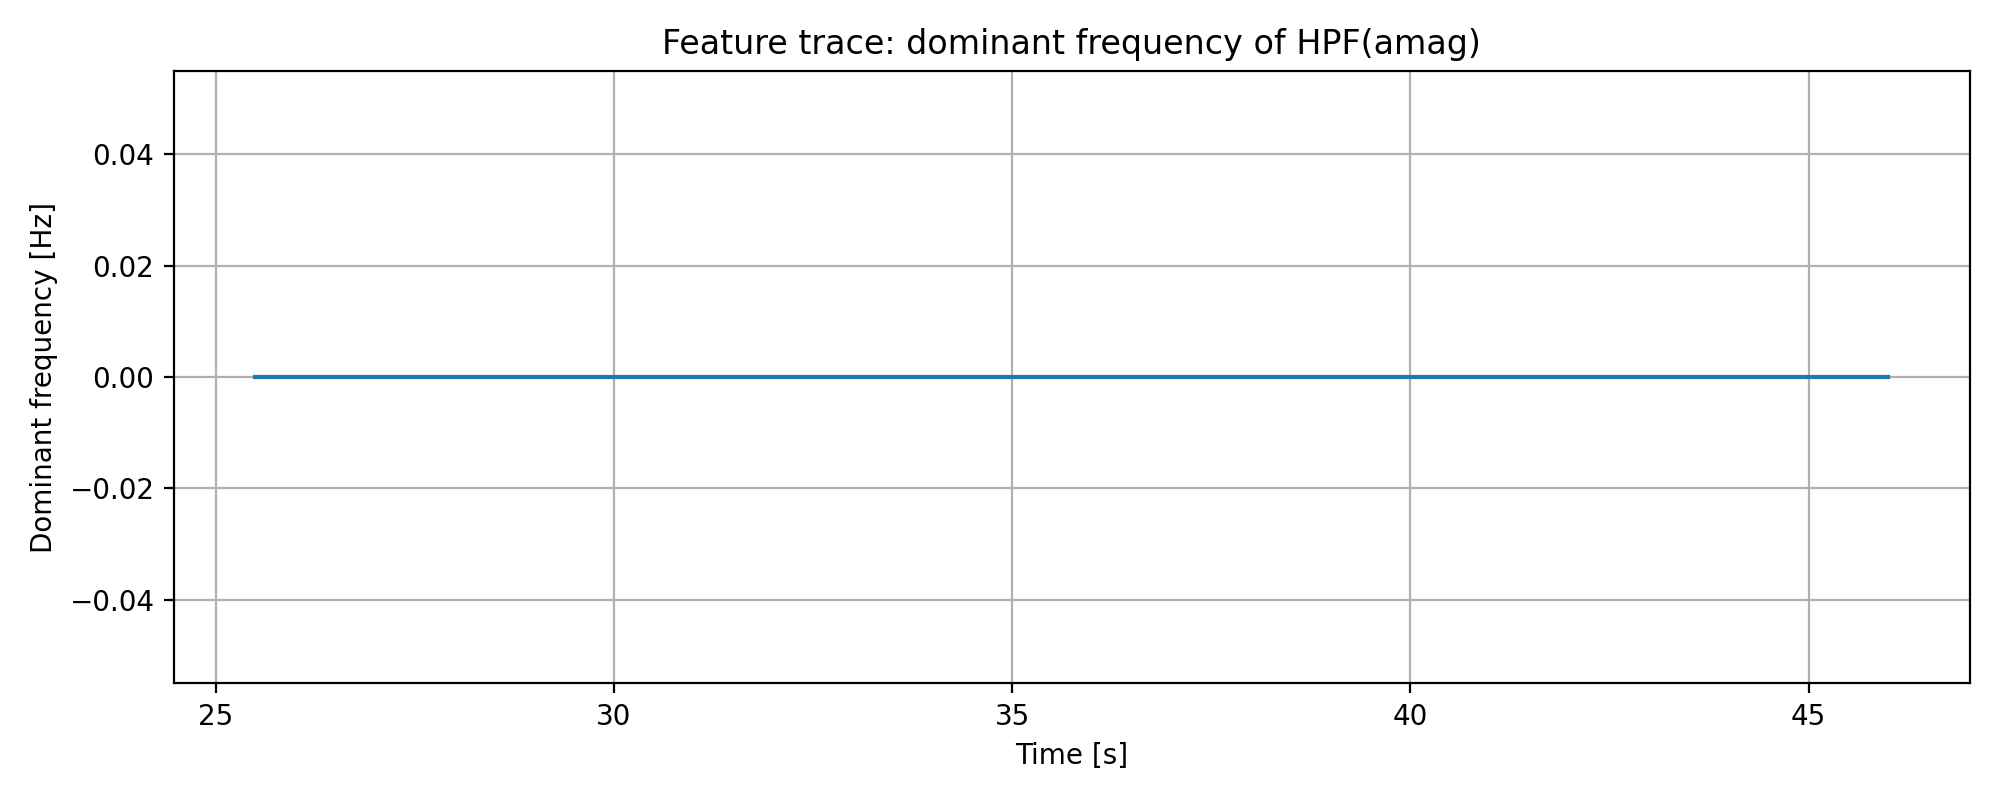 Feature trace: dominant frequency of HPF(amag)
Dominant frequency [Hz]
0.04
0.02
0.00
−0.02
−0.04
25 30 35 40 45
Time [s]